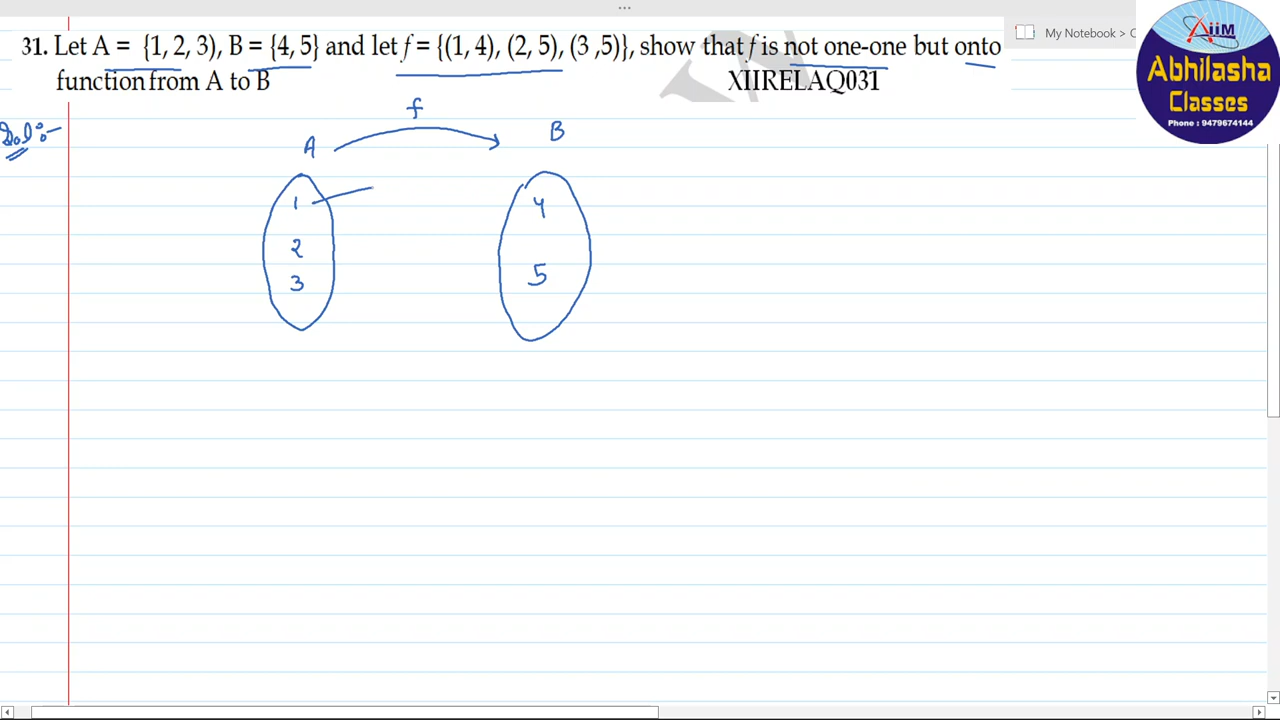 31. Let A = {1, 2, 3), B = {4, 5} and let f = {(1, 4), (2, 5), (3 ,5)}, show that f is not one-one but onto
function from A to B XIIRELAQ031
My Notebook > C
AiiM
Abhilasha
Classes
Phone : 9479674144
Sol:-
f
A B
1 4
2
3 5